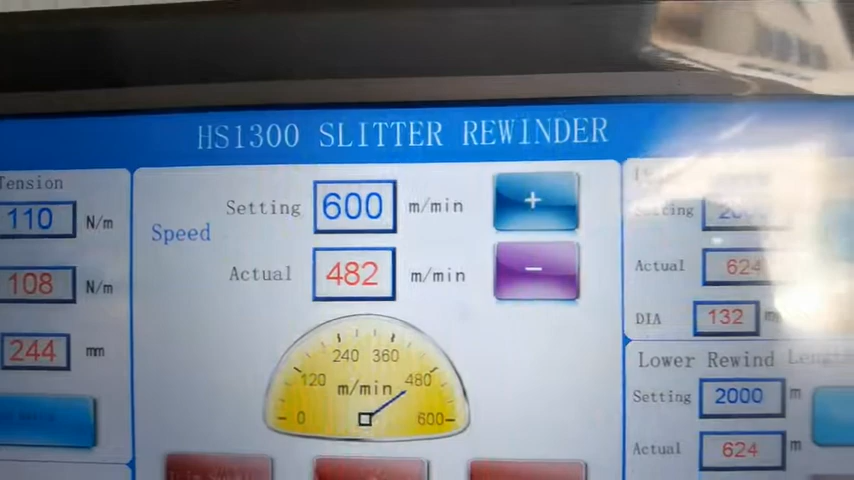 HS1300 SLITTER REWINDER
Tension
110 N/m
108 N/m
244 mm
Speed
Setting 600 m/min
Actual 482 m/min
+
−
0 120 240 360 480 600
m/min
Actual 624
DIA 132
Lower Rewind Length
Setting 2000 m
Actual 624 m